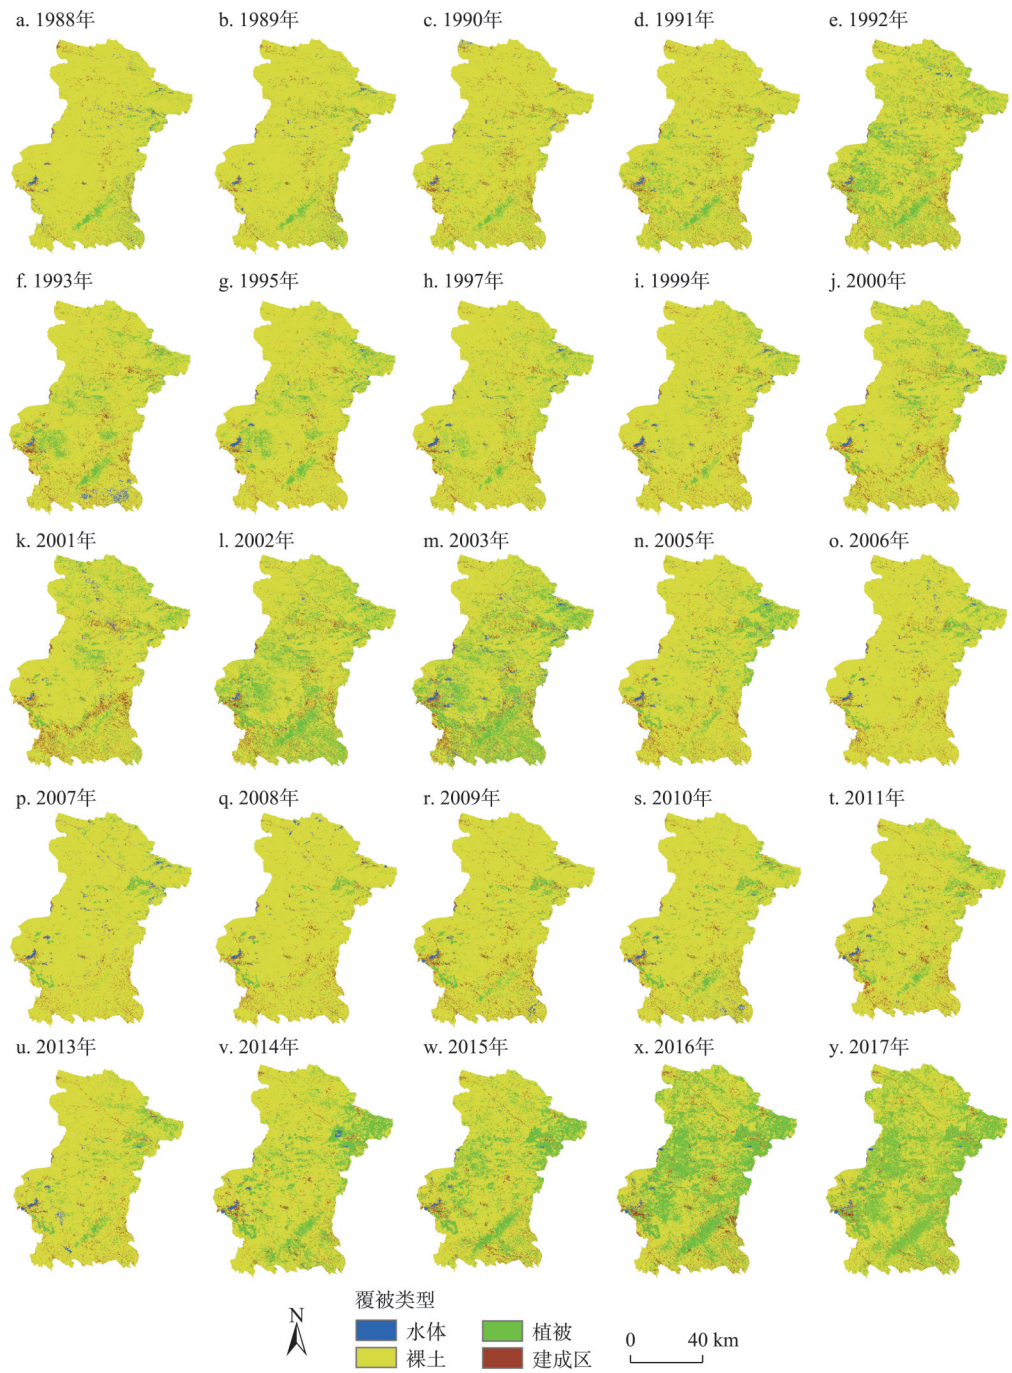 a. 1988年
b. 1989年
c. 1990年
d. 1991年
e. 1992年
f. 1993年
g. 1995年
h. 1997年
i. 1999年
j. 2000年
k. 2001年
l. 2002年
m. 2003年
n. 2005年
o. 2006年
p. 2007年
q. 2008年
r. 2009年
s. 2010年
t. 2011年
u. 2013年
v. 2014年
w. 2015年
x. 2016年
y. 2017年
N
覆被类型
水体
植被
裸土
建成区
0 40 km